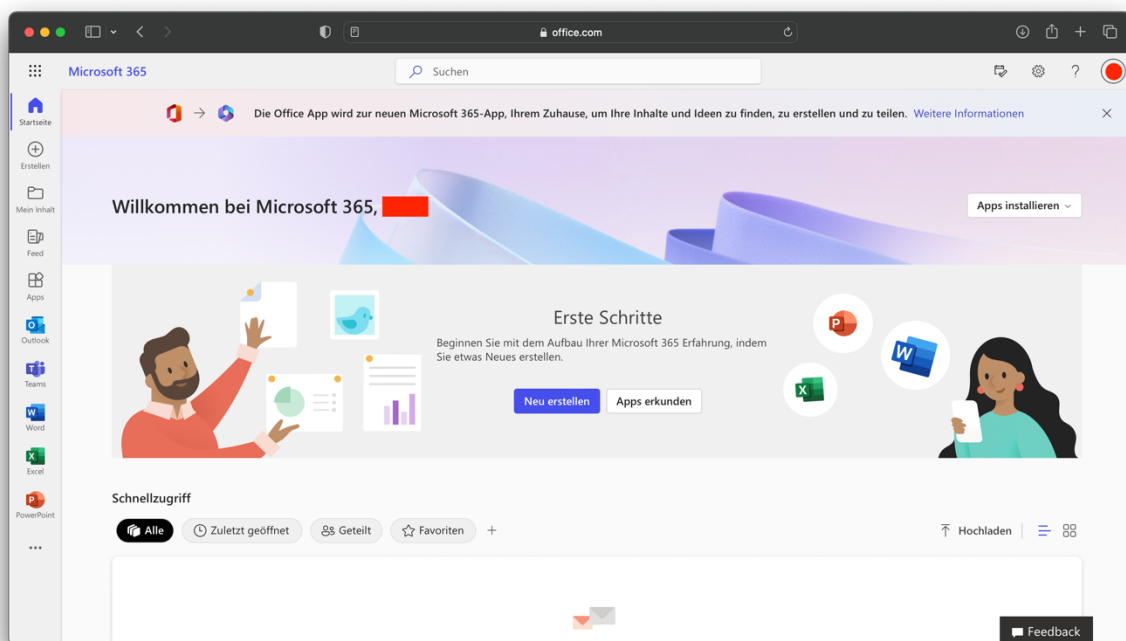 office.com
Microsoft 365
Suchen
Die Office App wird zur neuen Microsoft 365-App, Ihrem Zuhause, um Ihre Inhalte und Ideen zu finden, zu erstellen und zu teilen. Weitere Informationen
Startseite
Erstellen
Mein Inhalt
Feed
Apps
Outlook
Teams
Word
Excel
PowerPoint
Willkommen bei Microsoft 365,
Apps installieren
Erste Schritte
Beginnen Sie mit dem Aufbau Ihrer Microsoft 365 Erfahrung, indem
Sie etwas Neues erstellen.
Neu erstellen
Apps erkunden
Schnellzugriff
Alle
Zuletzt geöffnet
Geteilt
Favoriten
Hochladen
Feedback